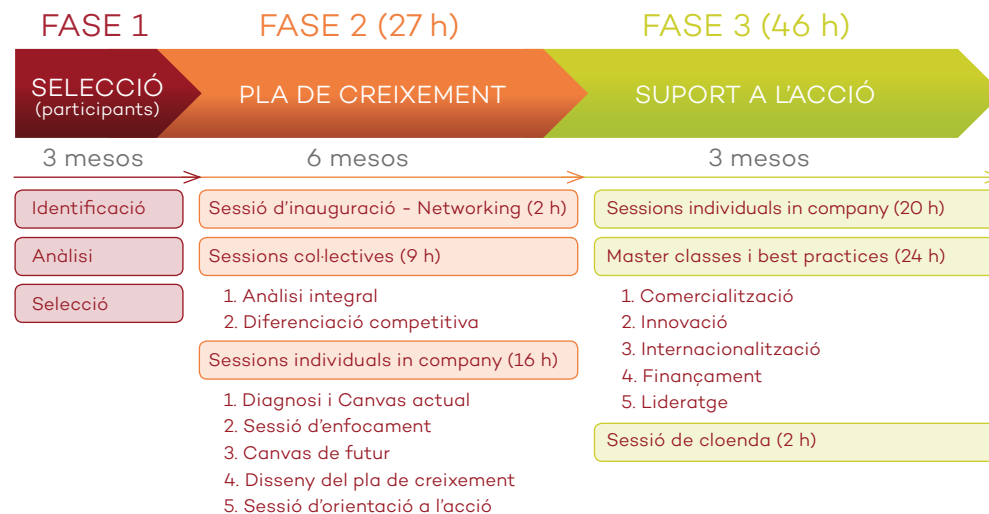 FASE 1
SELECCIÓ
(participants)
3 mesos
Identificació
Anàlisi
Selecció
FASE 2 (27 h)
PLA DE CREIXEMENT
6 mesos
Sessió d'inauguració - Networking (2 h)
Sessions col·lectives (9 h)
1. Anàlisi integral
2. Diferenciació competitiva
Sessions individuals in company (16 h)
1. Diagnosi i Canvas actual
2. Sessió d'enfocament
3. Canvas de futur
4. Disseny del pla de creixement
5. Sessió d'orientació a l'acció
FASE 3 (46 h)
SUPORT A L'ACCIÓ
3 mesos
Sessions individuals in company (20 h)
Master classes i best practices (24 h)
1. Comercialització
2. Innovació
3. Internacionalització
4. Finançament
5. Lideratge
Sessió de cloenda (2 h)